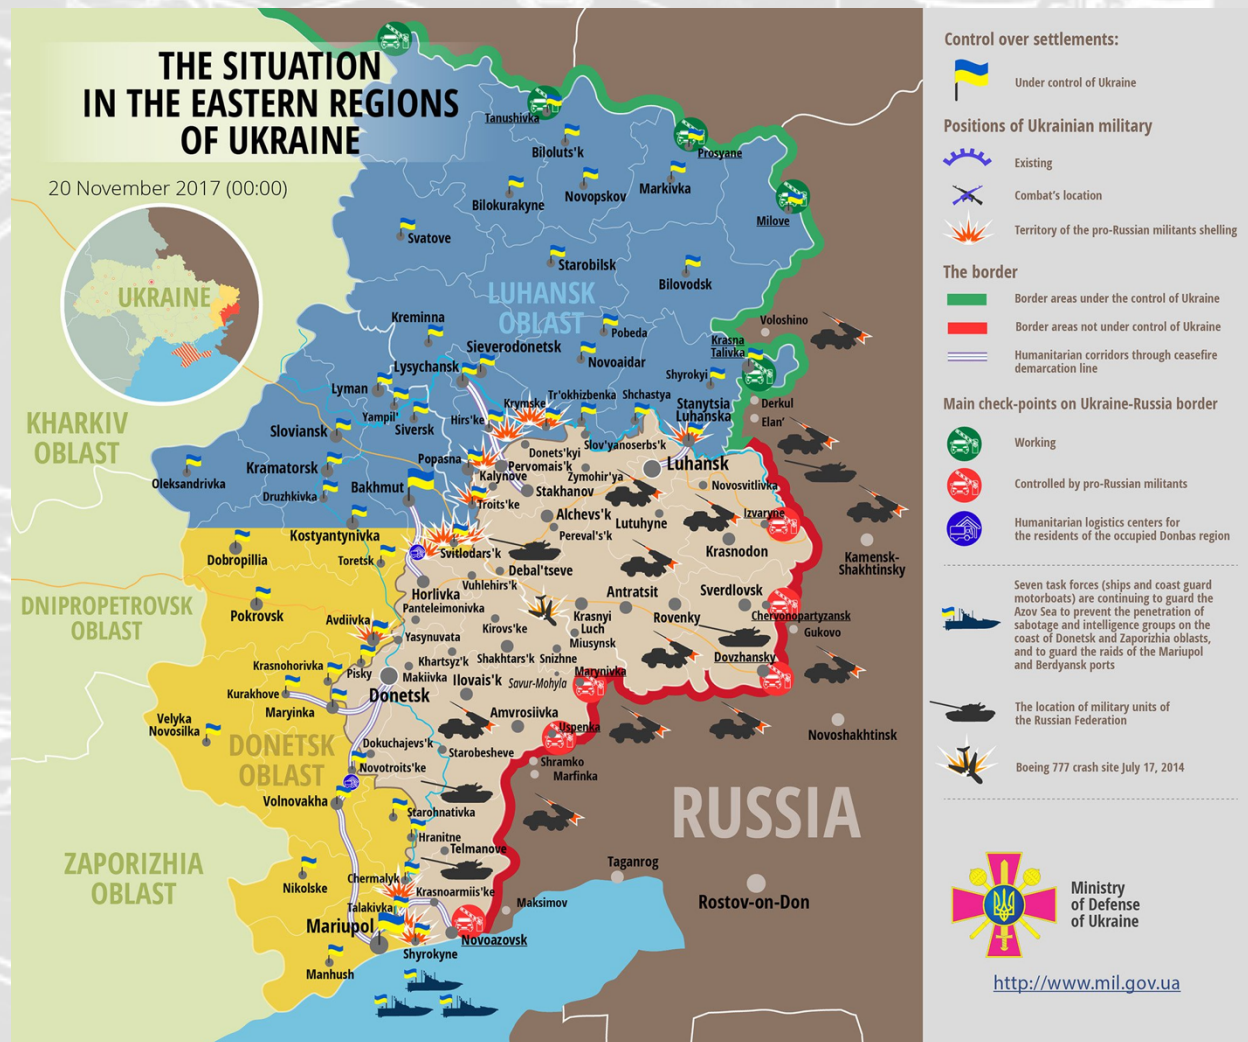 THE SITUATION
IN THE EASTERN REGIONS
OF UKRAINE
20 November 2017 (00:00)
UKRAINE
KHARKIV
OBLAST
DNIPROPETROVSK
OBLAST
ZAPORIZHIA
OBLAST
LUHANSK
OBLAST
DONETSK
OBLAST
RUSSIA
Tanushivka
Biloluts'k
Prosyane
Bilokurakyne
Novopskov
Markivka
Milove
Svatove
Starobilsk
Bilovodsk
Kreminna
Sieverodonetsk
Pobeda
Voloshino
Krasna
Talivka
Lysychansk
Novoaidar
Shyrokyi
Lyman
Yampil'
Siversk
Hirs'ke
Krymske
Tr'okhizbenka
Shchastya
Stanytsia
Luhanska
Derkul
Elan'
Sloviansk
Slov'yanoserbs'k
Donets'kyi
Popasna
Pervomais'k
Kalynove
Zymohir'ya
Luhansk
Kramatorsk
Oleksandrivka
Druzhkivka
Bakhmut
Stakhanov
Novosvitlivka
Troits'ke
Alchevs'k
Lutuhyne
Izvaryne
Kostyantynivka
Pereval's'k
Krasnodon
Kamensk-
Shakhtinsky
Dobropillia
Toretsk
Svitlodars'k
Debal'tseve
Vuhlehirs'k
Horlivka
Antratsit
Sverdlovsk
Panteleimonivka
Pokrovsk
Avdiivka
Krasnyi
Luch
Rovenky
Chervonopartyzansk
Kirovs'ke
Miusynsk
Gukovo
Yasynuvata
Krasnohorivka
Pisky
Khartsyz'k
Shakhtars'k
Snizhne
Dovzhansky
Makiivka
Ilovais'k
Savur-Mohyla
Marynivka
Kurakhove
Donetsk
Maryinka
Velyka
Novosilka
Amvrosiivka
Uspenka
Novoshakhtinsk
Dokuchajevs'k
Starobesheve
Novotroits'ke
Shramko
Marfinka
Volnovakha
Starohnativka
Hranitne
Telmanove
Taganrog
Nikolske
Chermalyk
Krasnoarmiis'ke
Rostov-on-Don
Talakivka
Maksimov
Mariupol
Novoazovsk
Shyrokyne
Manhush
Control over settlements:
Under control of Ukraine
Positions of Ukrainian military
Existing
Combat's location
Territory of the pro-Russian militants shelling
The border
Border areas under the control of Ukraine
Border areas not under control of Ukraine
Humanitarian corridors through ceasefire
demarcation line
Main check-points on Ukraine-Russia border
Working
Controlled by pro-Russian militants
Humanitarian logistics centers for
the residents of the occupied Donbas region
Seven task forces (ships and coast guard
motorboats) are continuing to guard the
Azov Sea to prevent the penetration of
sabotage and intelligence groups on the
coast of Donetsk and Zaporizhia oblasts,
and to guard the raids of the Mariupol
and Berdyansk ports
The location of military units of
the Russian Federation
Boeing 777 crash site July 17, 2014
Ministry
of Defense
of Ukraine
http://www.mil.gov.ua